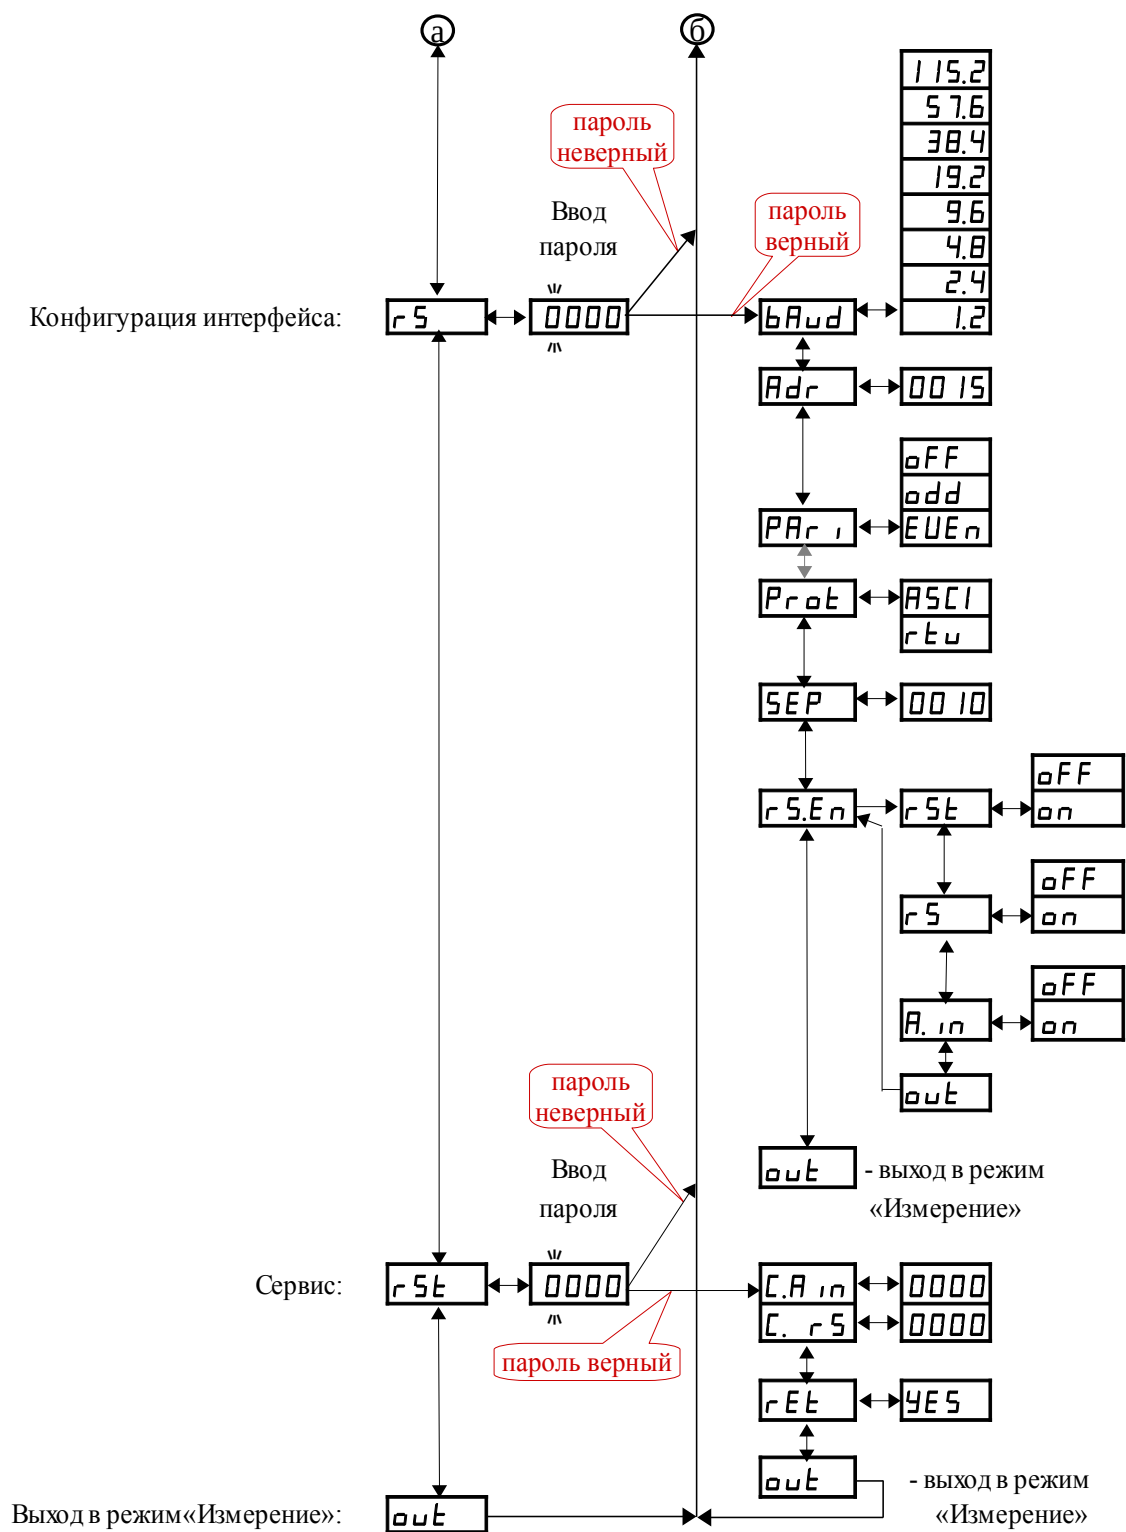 а
б
115.2
57.6
38.4
19.2
9.6
4.8
2.4
1.2
пароль
неверный
Ввод
пароля
пароль
верный
Конфигурация интерфейса:
rS
0000
bAud
Adr
0015
oFF
odd
PAri
EUEn
Prot
ASCI
rtu
SEP
0010
rS.En
rSt
oFF
on
rS
oFF
on
A.in
oFF
on
out
пароль
неверный
Ввод
пароля
out
- выход в режим
«Измерение»
Сервис:
rSt
0000
C.Ain
0000
C. rS
0000
пароль верный
rEt
YES
out
- выход в режим
«Измерение»
Выход в режим«Измерение»:
out